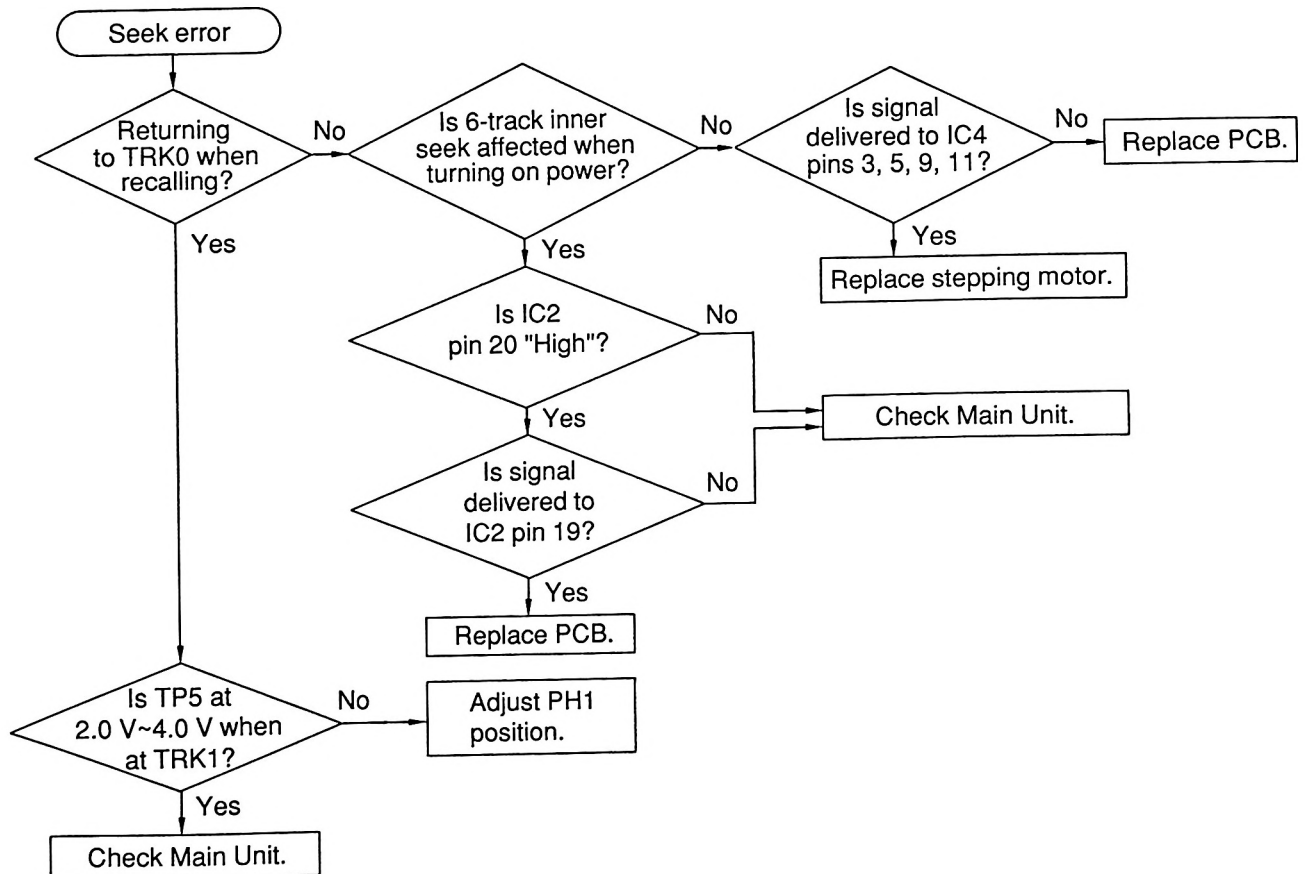 Seek error
Returning
to TRK0 when
recalling?
No
Is 6-track inner
seek affected when
turning on power?
No
Is signal
delivered to IC4
pins 3, 5, 9, 11?
No
Replace PCB.
Yes
Yes
Yes
Replace stepping motor.
Is IC2
pin 20 "High"?
No
Yes
Check Main Unit.
Is signal
delivered to
IC2 pin 19?
No
Yes
Replace PCB.
Is TP5 at
2.0 V~4.0 V when
at TRK1?
No
Adjust PH1
position.
Yes
Check Main Unit.